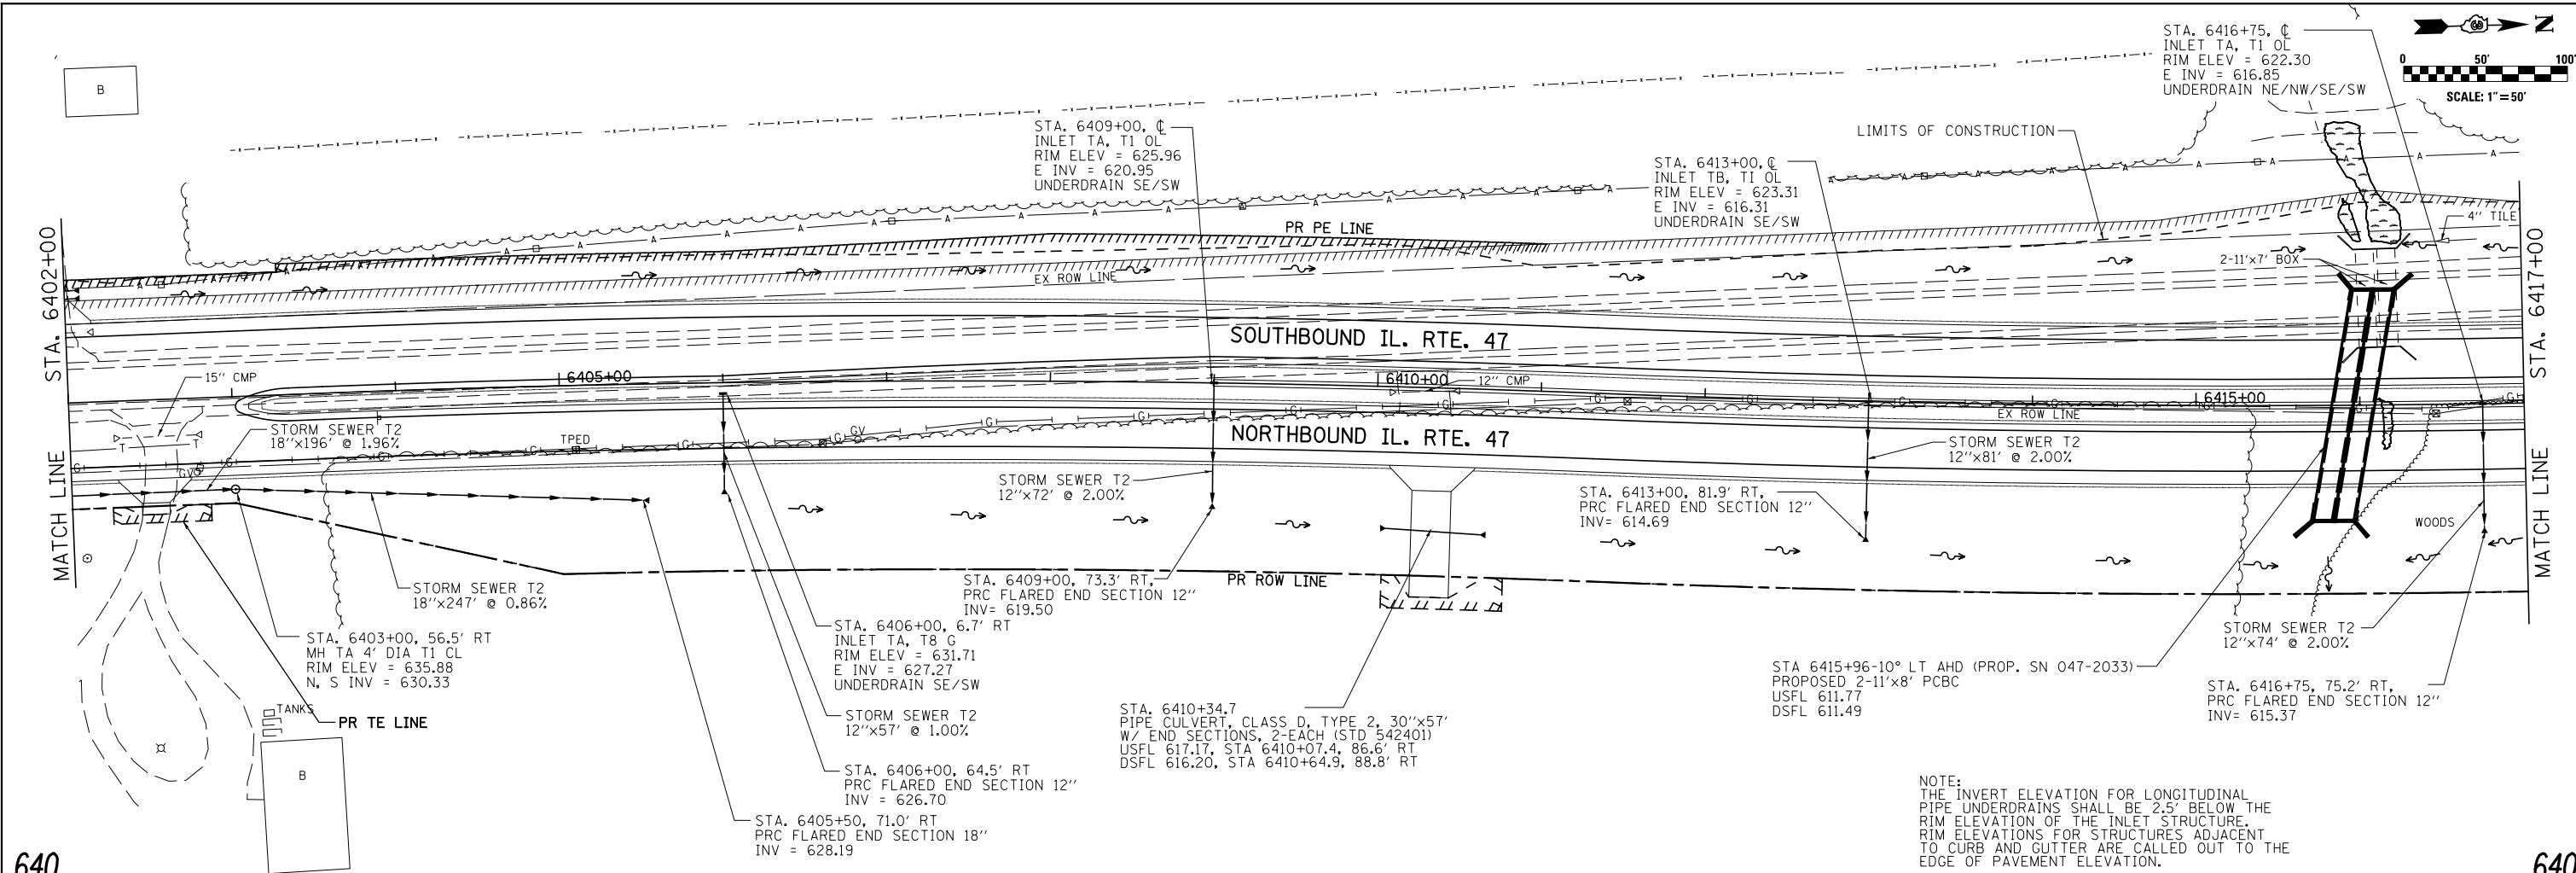 STA. 6416+75, ℄
INLET TA, T1 OL
RIM ELEV = 622.30
E INV = 616.85
UNDERDRAIN NE/NW/SE/SW
N
0 50' 100'
SCALE: 1" = 50'
B
STA. 6409+00, ℄
INLET TA, T1 OL
RIM ELEV = 625.96
E INV = 620.95
UNDERDRAIN SE/SW
LIMITS OF CONSTRUCTION
STA. 6413+00, ℄
INLET TB, T1 OL
RIM ELEV = 623.31
E INV = 616.31
UNDERDRAIN SE/SW
PR PE LINE
4" TILE
2-11'x7' BOX
EX ROW LINE
STA. 6402+00
MATCH LINE
STA. 6417+00
MATCH LINE
SOUTHBOUND IL. RTE. 47
15" CMP
6405+00
6410+00
12" CMP
6415+00
EX ROW LINE
STORM SEWER T2
18"x196' @ 1.96%
TPED
GV
NORTHBOUND IL. RTE. 47
STORM SEWER T2
12"x81' @ 2.00%
STORM SEWER T2
12"x72' @ 2.00%
STA. 6413+00, 81.9' RT,
PRC FLARED END SECTION 12"
INV= 614.69
WOODS
STORM SEWER T2
18"x247' @ 0.86%
STA. 6409+00, 73.3' RT,
PRC FLARED END SECTION 12"
INV= 619.50
PR ROW LINE
STA. 6403+00, 56.5' RT
MH TA 4' DIA T1 CL
RIM ELEV = 635.88
N, S INV = 630.33
STA. 6406+00, 6.7' RT
INLET TA, T8 G
RIM ELEV = 631.71
E INV = 627.27
UNDERDRAIN SE/SW
STORM SEWER T2
12"x74' @ 2.00%
STA 6415+96-10° LT AHD (PROP. SN 047-2033)
PROPOSED 2-11'x8' PCBC
USFL 611.77
DSFL 611.49
STA. 6416+75, 75.2' RT,
PRC FLARED END SECTION 12"
INV= 615.37
TANKS
PR TE LINE
STORM SEWER T2
12"x57' @ 1.00%
STA. 6410+34.7
PIPE CULVERT, CLASS D, TYPE 2, 30"x57'
W/ END SECTIONS, 2-EACH (STD 542401)
USFL 617.17, STA 6410+07.4, 86.6' RT
DSFL 616.20, STA 6410+64.9, 88.8' RT
B
STA. 6406+00, 64.5' RT
PRC FLARED END SECTION 12"
INV = 626.70
STA. 6405+50, 71.0' RT
PRC FLARED END SECTION 18"
INV = 628.19
NOTE:
THE INVERT ELEVATION FOR LONGITUDINAL
PIPE UNDERDRAINS SHALL BE 2.5' BELOW THE
RIM ELEVATION OF THE INLET STRUCTURE.
RIM ELEVATIONS FOR STRUCTURES ADJACENT
TO CURB AND GUTTER ARE CALLED OUT TO THE
EDGE OF PAVEMENT ELEVATION.
640
640